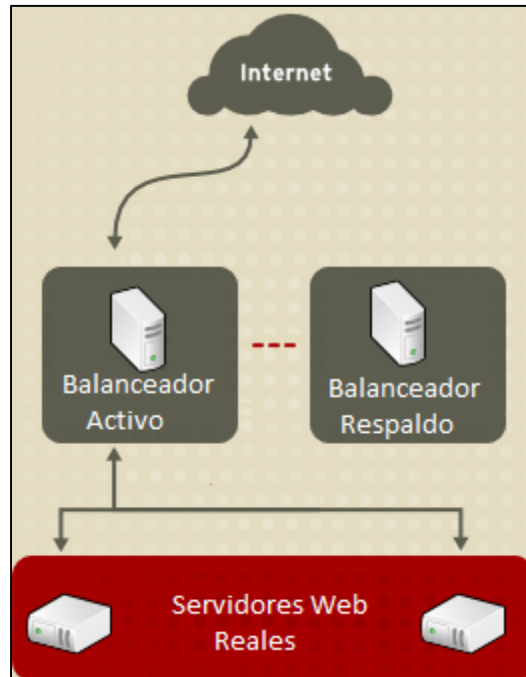 Internet
Balanceador
Activo
Balanceador
Respaldo
Servidores Web
Reales